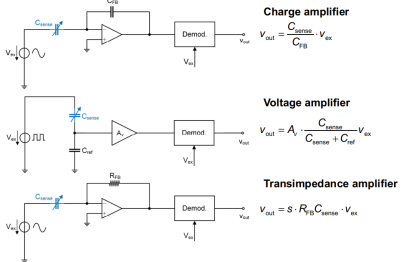 C_FB
Charge amplifier
C_sense
V_ex
Demod.
v_out
V_ex
v_out = C_sense / C_FB · v_ex
Voltage amplifier
C_sense
V_ex
A_v
Demod.
v_out
C_ref
V_ex
v_out = A_v · C_sense / (C_sense + C_ref) v_ex
Transimpedance amplifier
R_FB
C_sense
V_ex
Demod.
v_out
V_ex
v_out = s · R_FB C_sense · v_ex